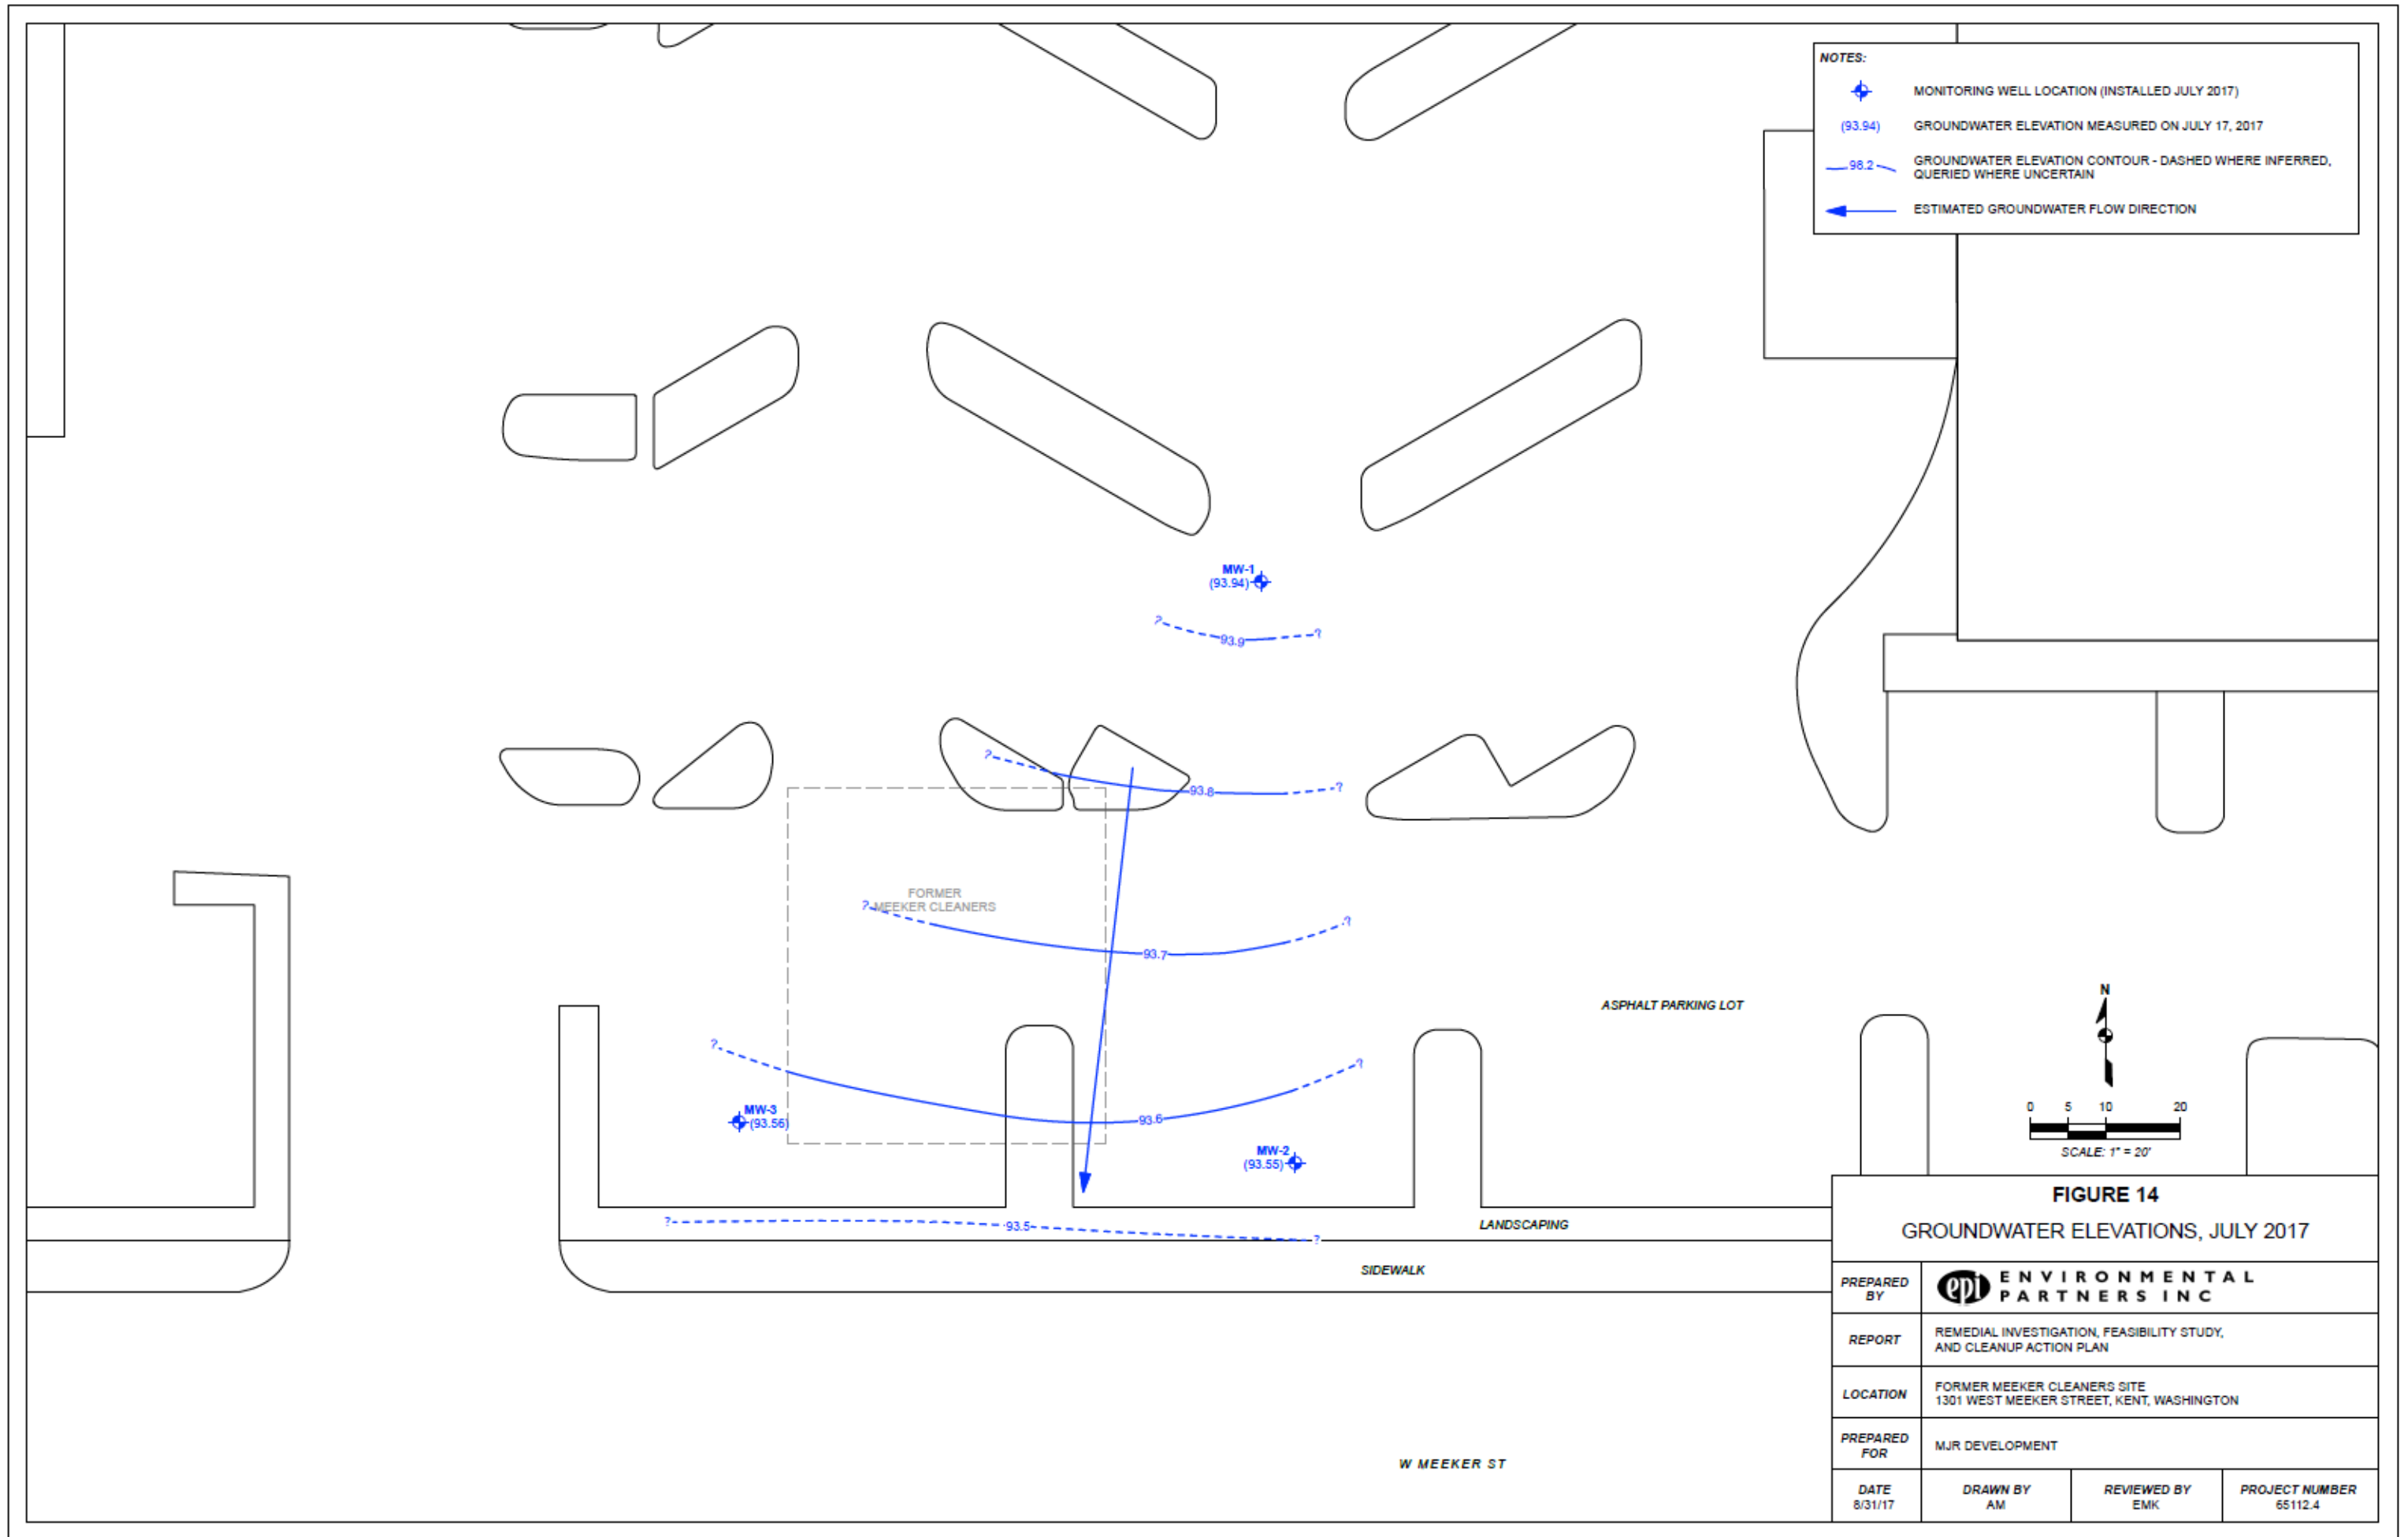 NOTES:
MONITORING WELL LOCATION (INSTALLED JULY 2017)
(93.94) GROUNDWATER ELEVATION MEASURED ON JULY 17, 2017
98.2 GROUNDWATER ELEVATION CONTOUR - DASHED WHERE INFERRED,
QUERIED WHERE UNCERTAIN
ESTIMATED GROUNDWATER FLOW DIRECTION
MW-1
(93.94)
? 93.9 ?
? 93.8 ?
FORMER
MEEKER CLEANERS
? 93.7 ?
ASPHALT PARKING LOT
? 93.6 ?
MW-3
(93.56)
MW-2
(93.55)
? 93.5 ?
LANDSCAPING
SIDEWALK
W MEEKER ST
N
0 5 10 20
SCALE: 1" = 20'
FIGURE 14
GROUNDWATER ELEVATIONS, JULY 2017
PREPARED
BY
epi ENVIRONMENTAL
PARTNERS INC
REPORT
REMEDIAL INVESTIGATION, FEASIBILITY STUDY,
AND CLEANUP ACTION PLAN
LOCATION
FORMER MEEKER CLEANERS SITE
1301 WEST MEEKER STREET, KENT, WASHINGTON
PREPARED
FOR
MJR DEVELOPMENT
DATE
8/31/17
DRAWN BY
AM
REVIEWED BY
EMK
PROJECT NUMBER
65112.4